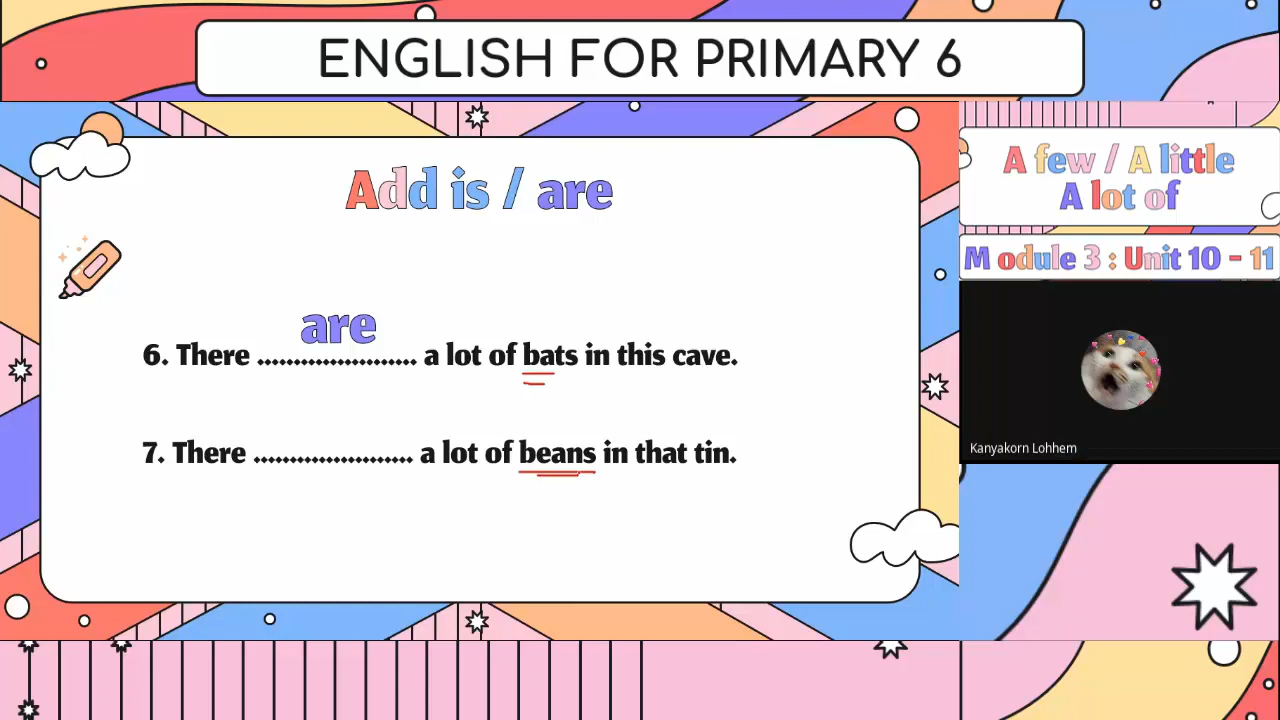 ENGLISH FOR PRIMARY 6
Add is / are
are
6. There ...................... a lot of bats in this cave.
7. There ...................... a lot of beans in that tin.
A few / A little
A lot of
Module 3 : Unit 10 - 11
Kanyakorn Lohhem